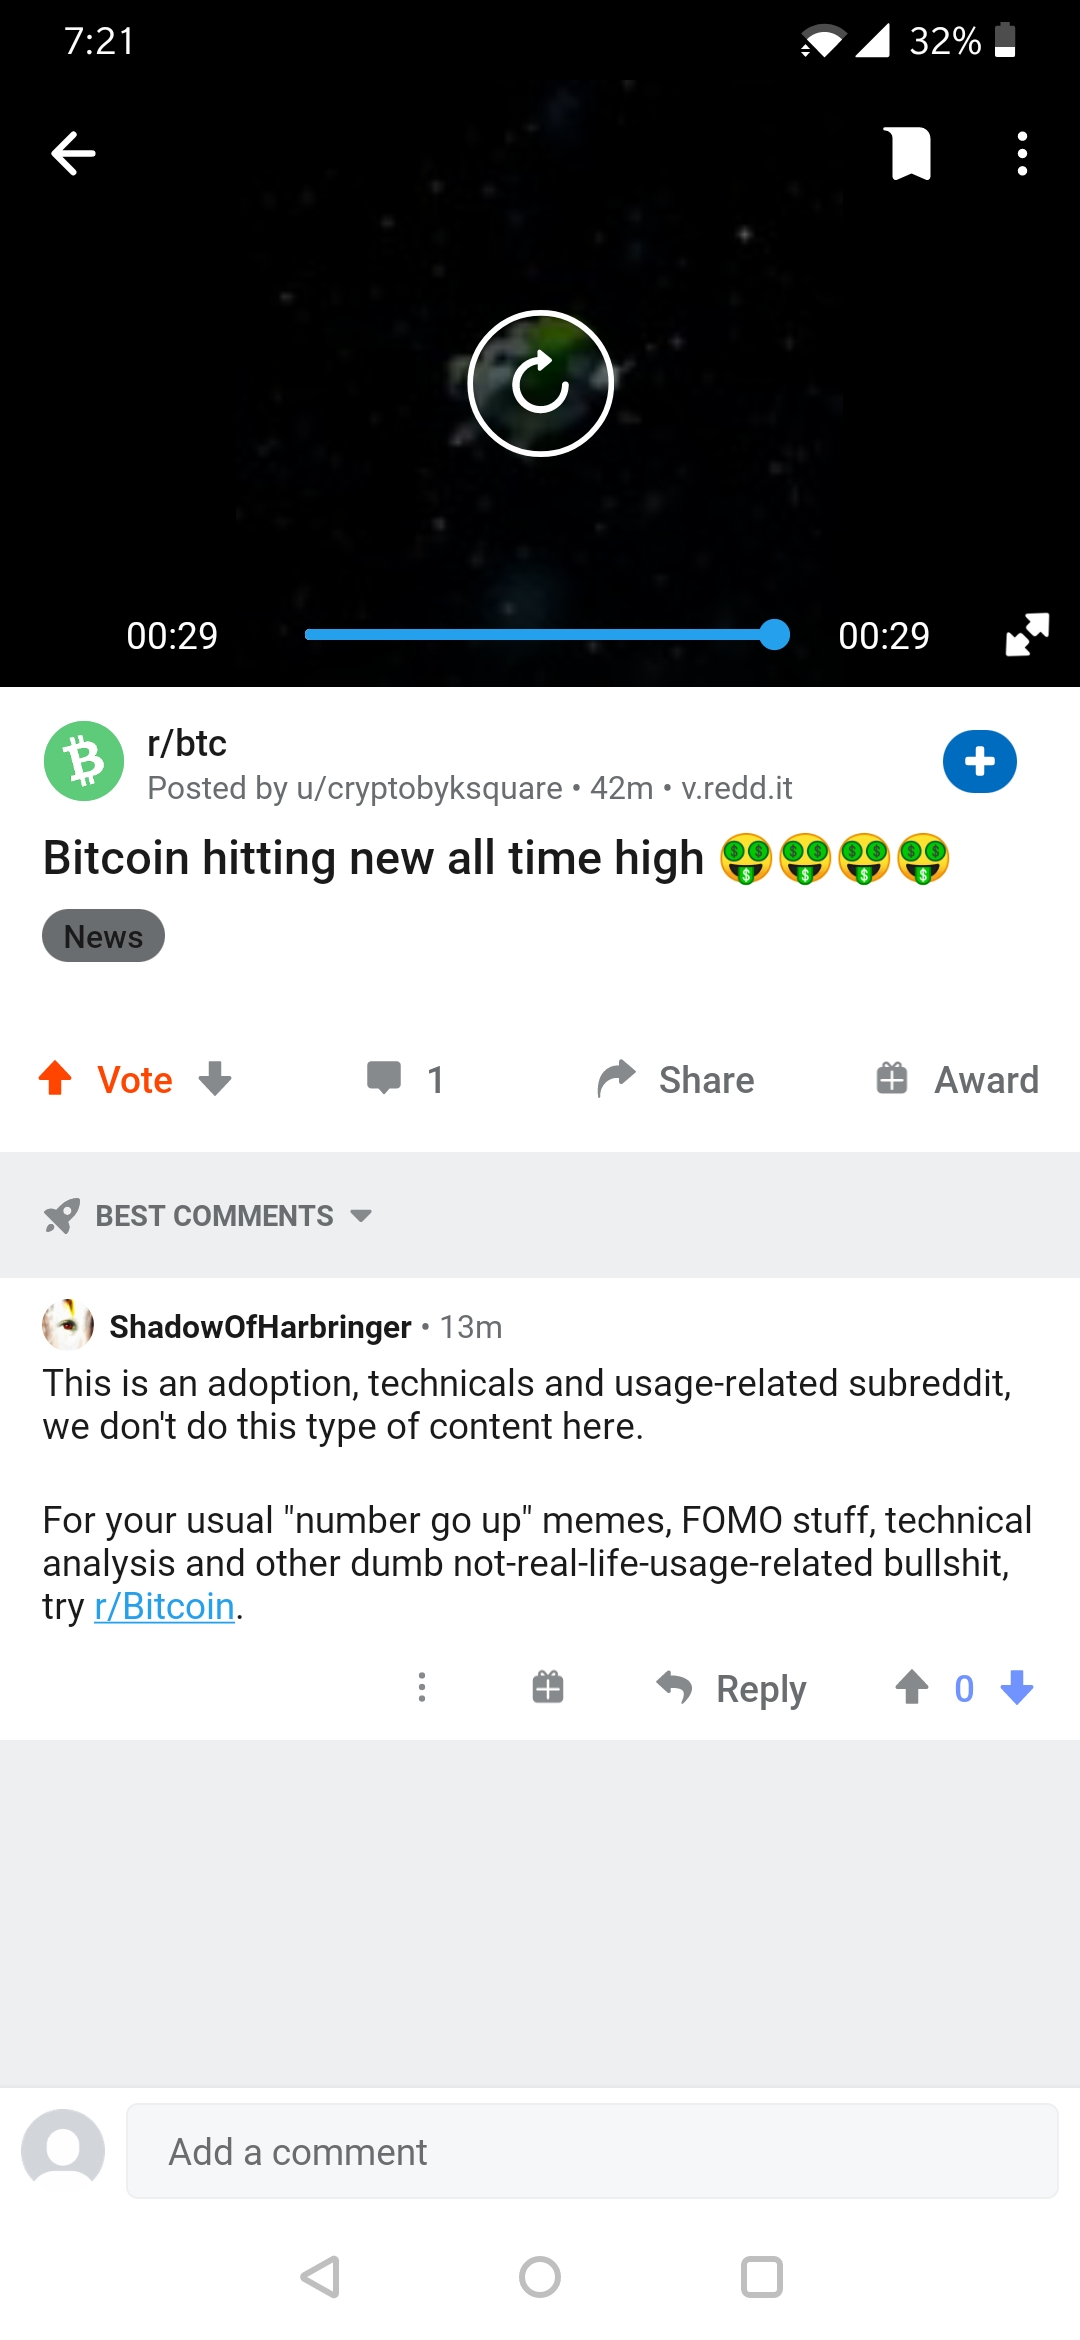 7:21
32%
00:29
00:29
r/btc
Posted by u/cryptobyksquare • 42m • v.redd.it
Bitcoin hitting new all time high 🤑🤑🤑🤑
News
Vote
1
Share
Award
BEST COMMENTS
ShadowOfHarbringer • 13m
This is an adoption, technicals and usage-related subreddit,
we don't do this type of content here.
For your usual "number go up" memes, FOMO stuff, technical
analysis and other dumb not-real-life-usage-related bullshit,
try r/Bitcoin.
Reply
0
Add a comment